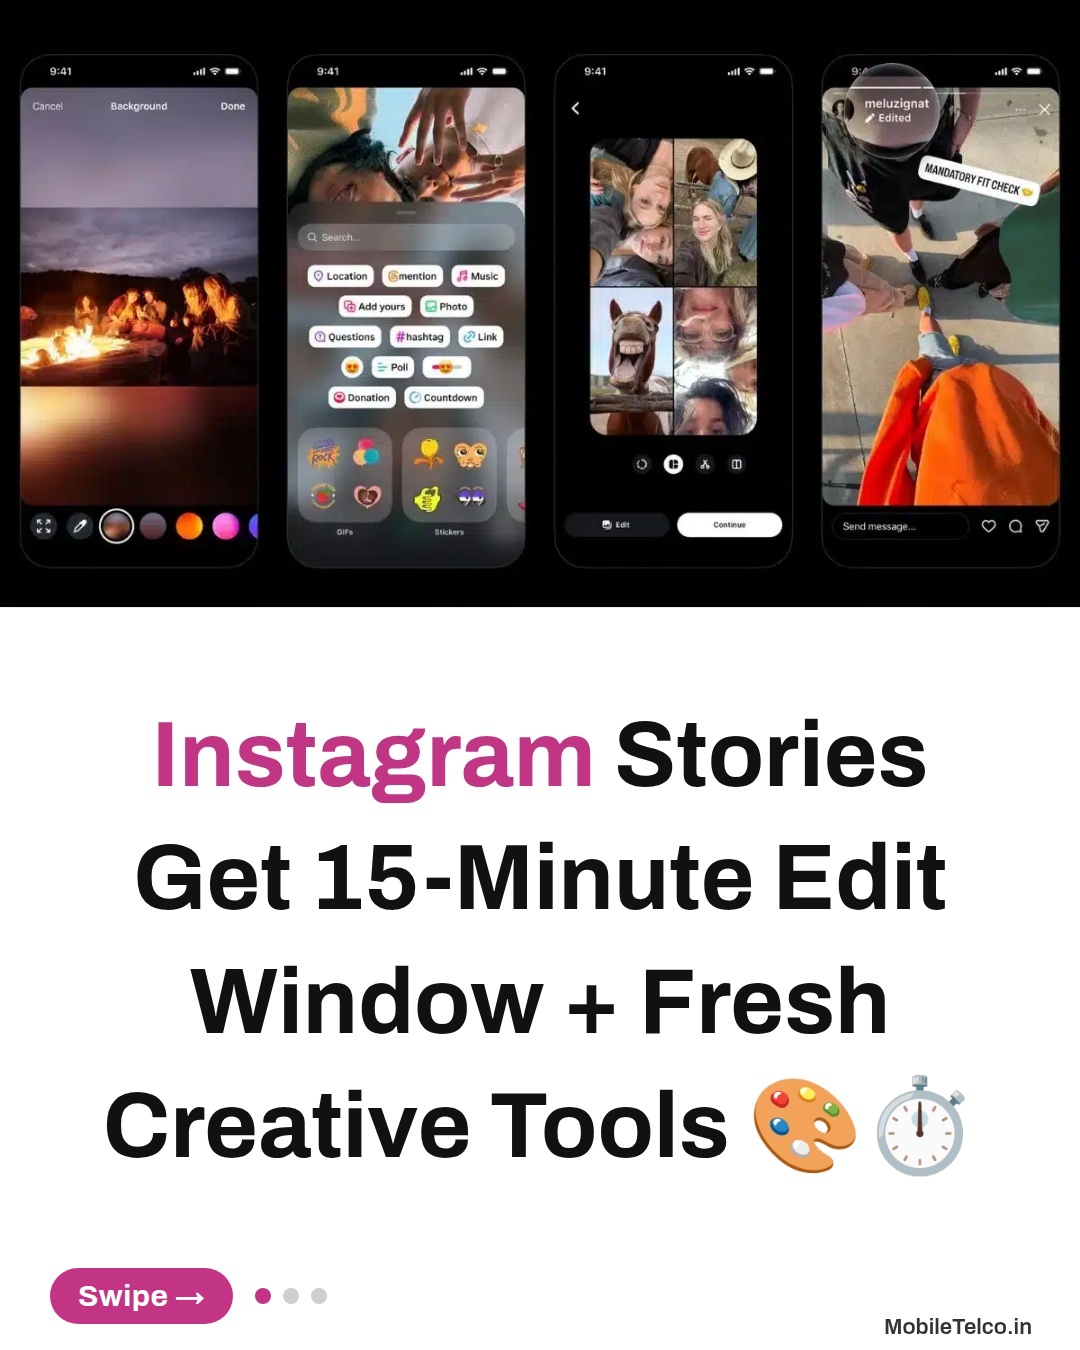 9:41
Cancel Background Done
9:41
Search...
Location @mention Music
Add yours Photo
Questions #hashtag Link
Poll
Donation Countdown
GIFs Stickers
9:41
Edit Continue
9:4
meluzignat
Edited
MANDATORY FIT CHECK
Send message...
Instagram Stories
Get 15-Minute Edit
Window + Fresh
Creative Tools 🎨⏱️
Swipe →
MobileTelco.in